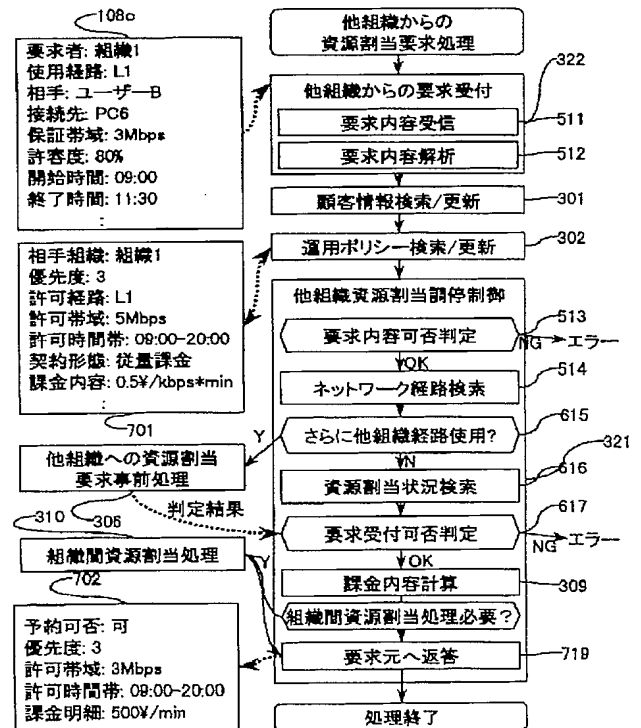 108c
要求者: 組織1
使用経路: L1
相手: ユーザーB
接続先: PC6
保証帯域: 3Mbps
許容度: 80%
開始時間: 09:00
終了時間: 11:30
:
相手組織: 組織1
優先度: 3
許可経路: L1
許可帯域: 5Mbps
許可時間帯: 09:00-20:00
契約形態: 従量課金
課金内容: 0.5¥/kbps*min
:
701
他組織への資源割当
要求事前処理
306
判定結果
310
組織間資源割当処理
702
予約可否: 可
優先度: 3
許可帯域: 3Mbps
許可時間帯: 09:00-20:00
課金明細: 500¥/min
他組織からの
資源割当要求処理
322
他組織からの要求受付
要求内容受信
511
要求内容解析
512
顧客情報検索/更新
301
運用ポリシー検索/更新
302
他組織資源割当調停制御
要求内容可否判定
513
NG
エラー
OK
ネットワーク経路検索
514
さらに他組織経路使用?
615
Y
N
321
資源割当状況検索
616
要求受付可否判定
617
NG
エラー
OK
課金内容計算
309
組織間資源割当処理必要?
Y
要求元へ返答
719
処理終了